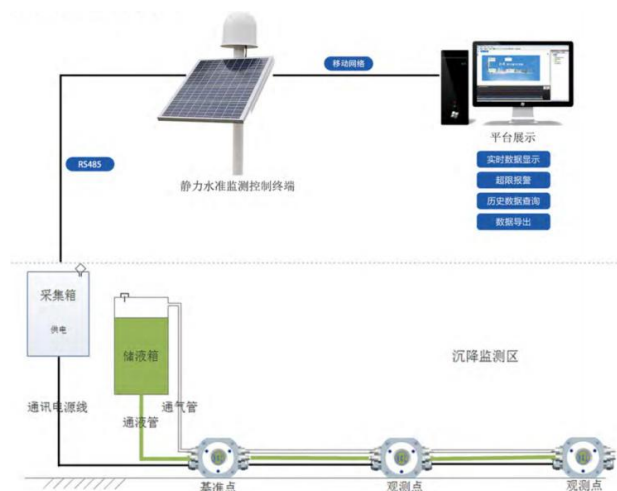 移动网络
平台展示
RS485
静力水准监测控制终端
实时数据显示
超限报警
历史数据查询
数据导出
采集箱
供电
储液箱
沉降监测区
通讯电源线
通液管
通气管
基准点
观测点
观测点